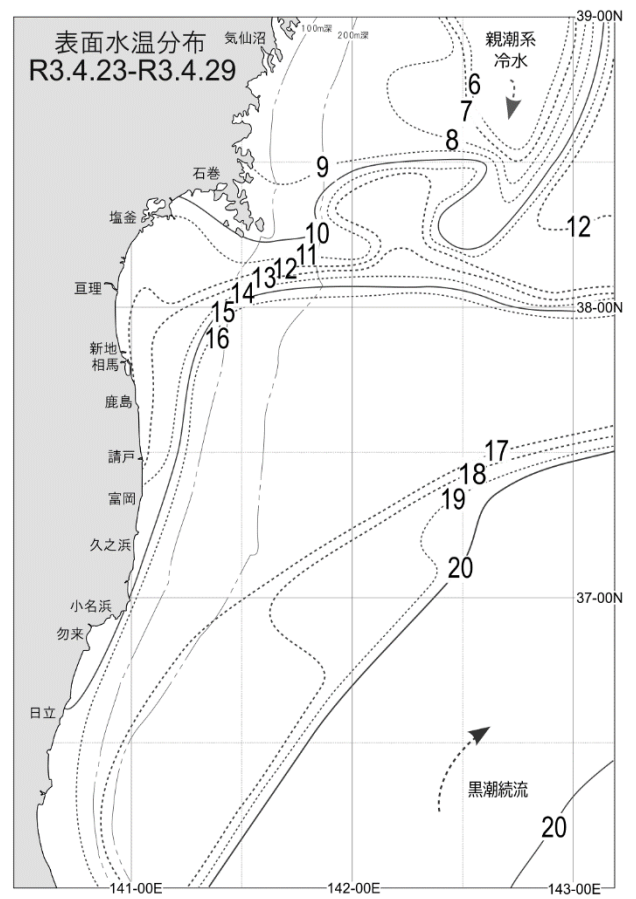 表面水温分布
R3.4.23-R3.4.29
気仙沼
100m深
200m深
39-00N
親潮系
冷水
6
7
8
9
石巻
塩釜
10
11
12
12
13
14
15
16
亘理
38-00N
新地
相馬
鹿島
請戸
富岡
久之浜
小名浜
勿来
日立
17
18
19
20
37-00N
黒潮続流
20
141-00E
142-00E
143-00E